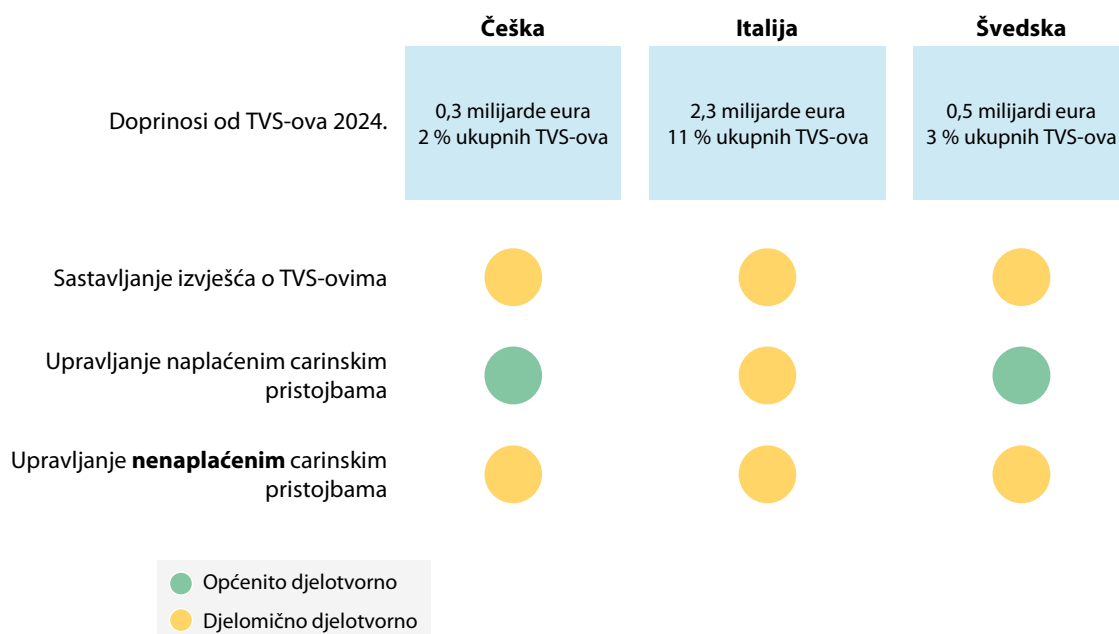 Češka
Italija
Švedska
Doprinosi od TVS-ova 2024.
0,3 milijarde eura
2 % ukupnih TVS-ova
2,3 milijarde eura
11 % ukupnih TVS-ova
0,5 milijardi eura
3 % ukupnih TVS-ova
Sastavljanje izvješća o TVS-ovima
Upravljanje naplaćenim carinskim
pristojbama
Upravljanje nenaplaćenim carinskim
pristojbama
Općenito djelotvorno
Djelomično djelotvorno